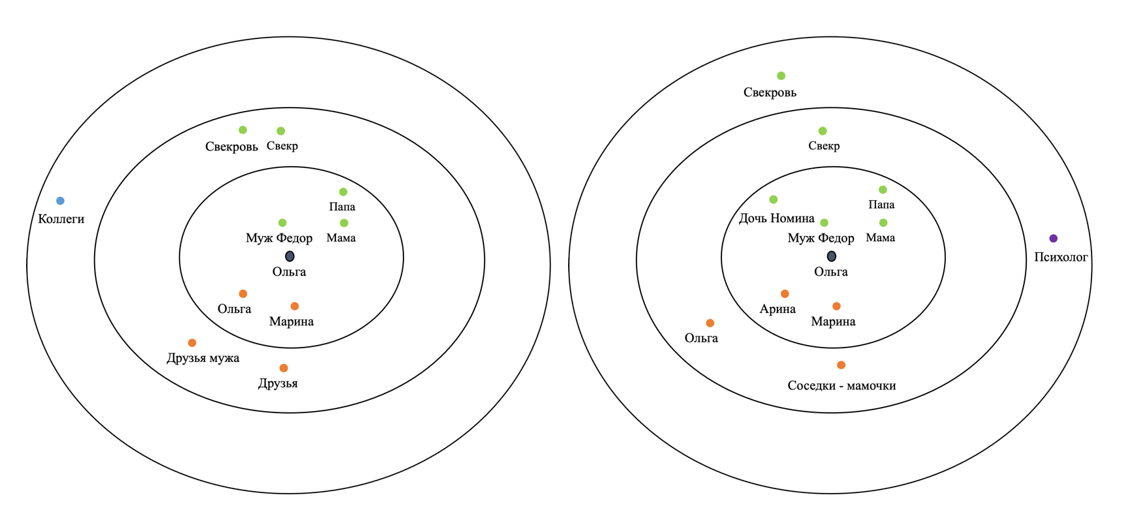 Свекровь
Свекр
Папа
Коллеги
Муж Федор
Мама
Ольга
Ольга
Марина
Друзья мужа
Друзья
Свекровь
Свекр
Папа
Дочь Номина
Муж Федор
Мама
Психолог
Ольга
Арина
Марина
Ольга
Соседки - мамочки